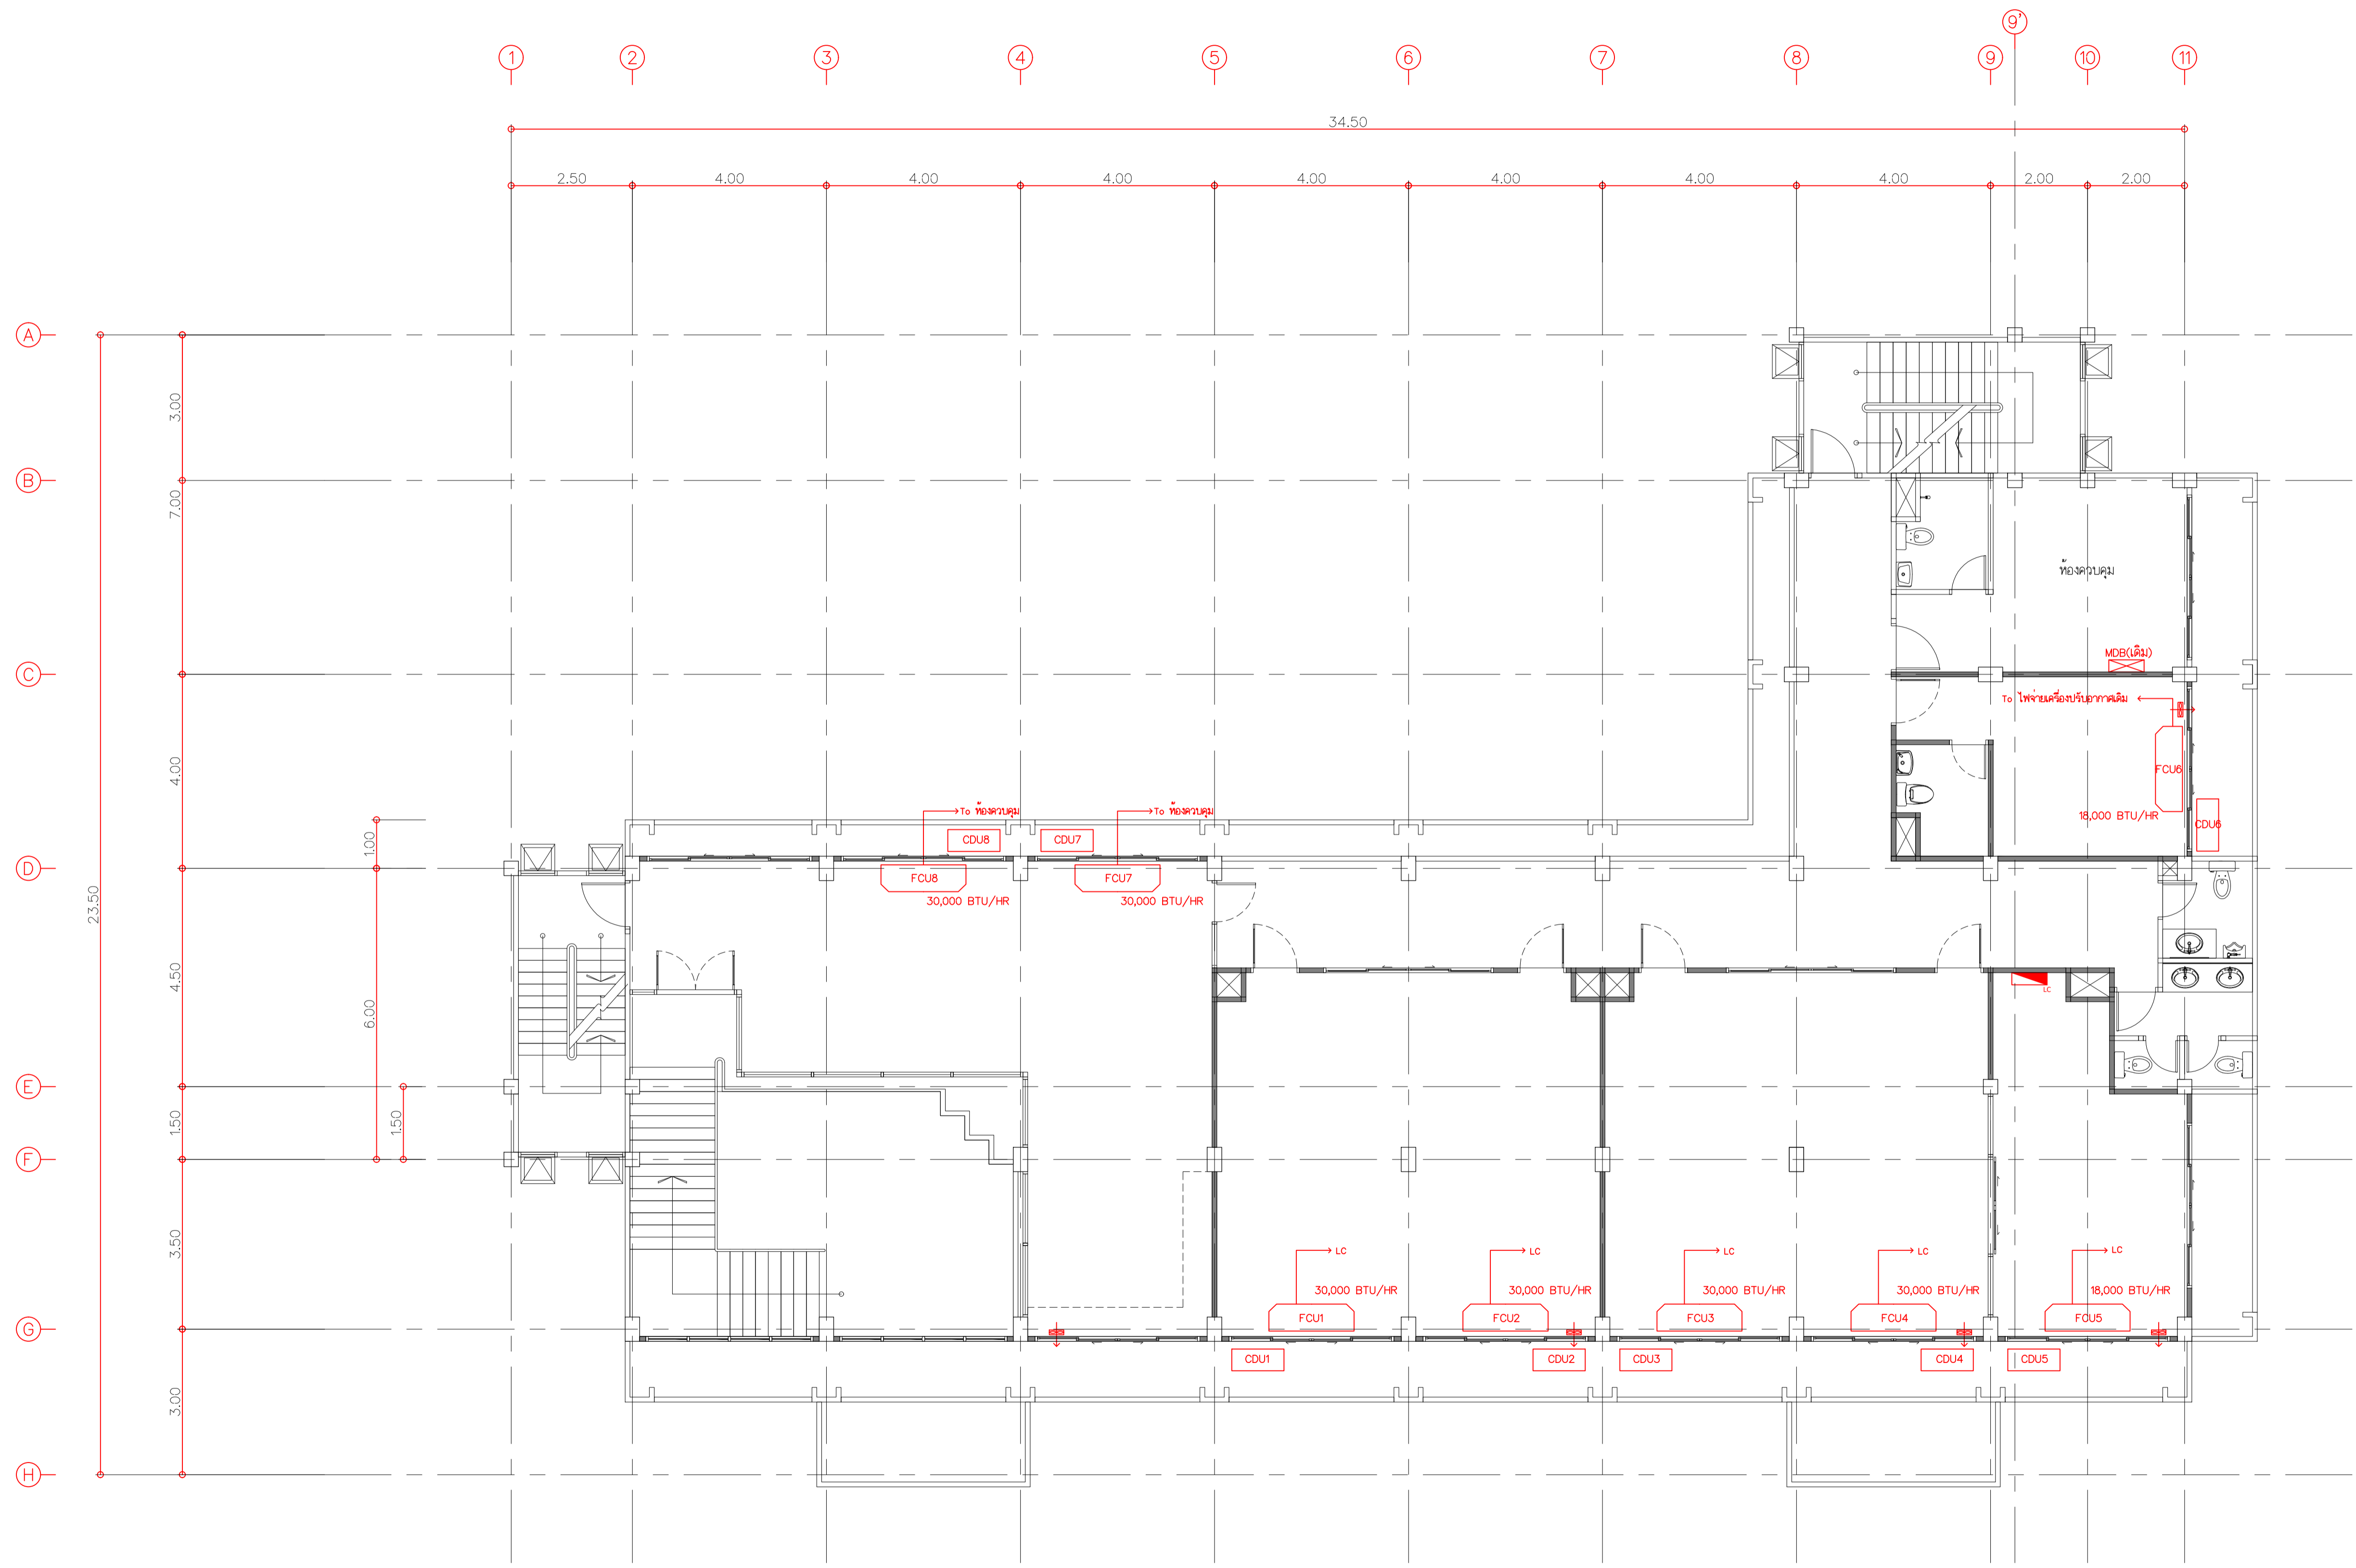 9'
1
2
3
4
5
6
7
8
9
10
11
34.50
2.50
4.00
4.00
4.00
4.00
4.00
4.00
4.00
2.00
2.00
A
B
C
D
E
F
G
H
23.50
3.00
7.00
4.00
4.50
1.50
3.50
3.00
1.00
6.00
1.50
ห้องควบคุม
MDB(เดิม)
To ไฟจ่ายเครื่องปรับอากาศเดิม
FCU6
18,000 BTU/HR
CDU6
To ห้องควบคุม
To ห้องควบคุม
CDU8
CDU7
FCU8
FCU7
30,000 BTU/HR
30,000 BTU/HR
LC
LC
LC
LC
LC
LC
30,000 BTU/HR
30,000 BTU/HR
30,000 BTU/HR
30,000 BTU/HR
18,000 BTU/HR
FCU1
FCU2
FCU3
FCU4
FCU5
CDU1
CDU2
CDU3
CDU4
CDU5